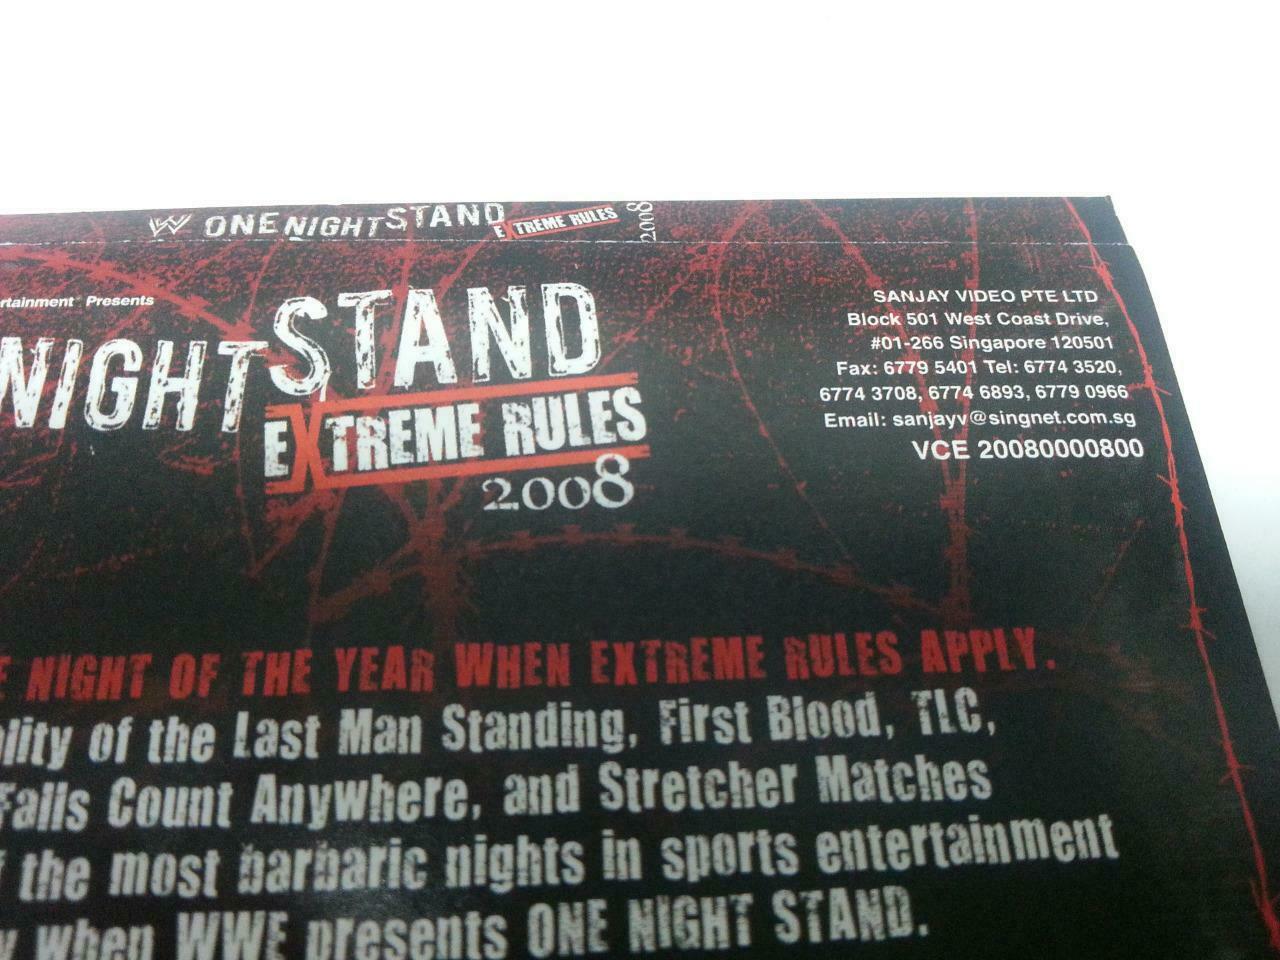 W ONE NIGHT STAND EXTREME RULES 2008
rtainment Presents
NIGHT STAND
EXTREME RULES
2008
SANJAY VIDEO PTE LTD
Block 501 West Coast Drive,
#01-266 Singapore 120501
Fax: 6779 5401 Tel: 6774 3520,
6774 3708, 6774 6893, 6779 0966
Email: sanjayv@singnet.com.sg
VCE 20080000800
E NIGHT OF THE YEAR WHEN EXTREME RULES APPLY.
lity of the Last Man Standing, First Blood, TLC,
Falls Count Anywhere, and Stretcher Matches
f the most barbaric nights in sports entertainment
y when WWE presents ONE NIGHT STAND.